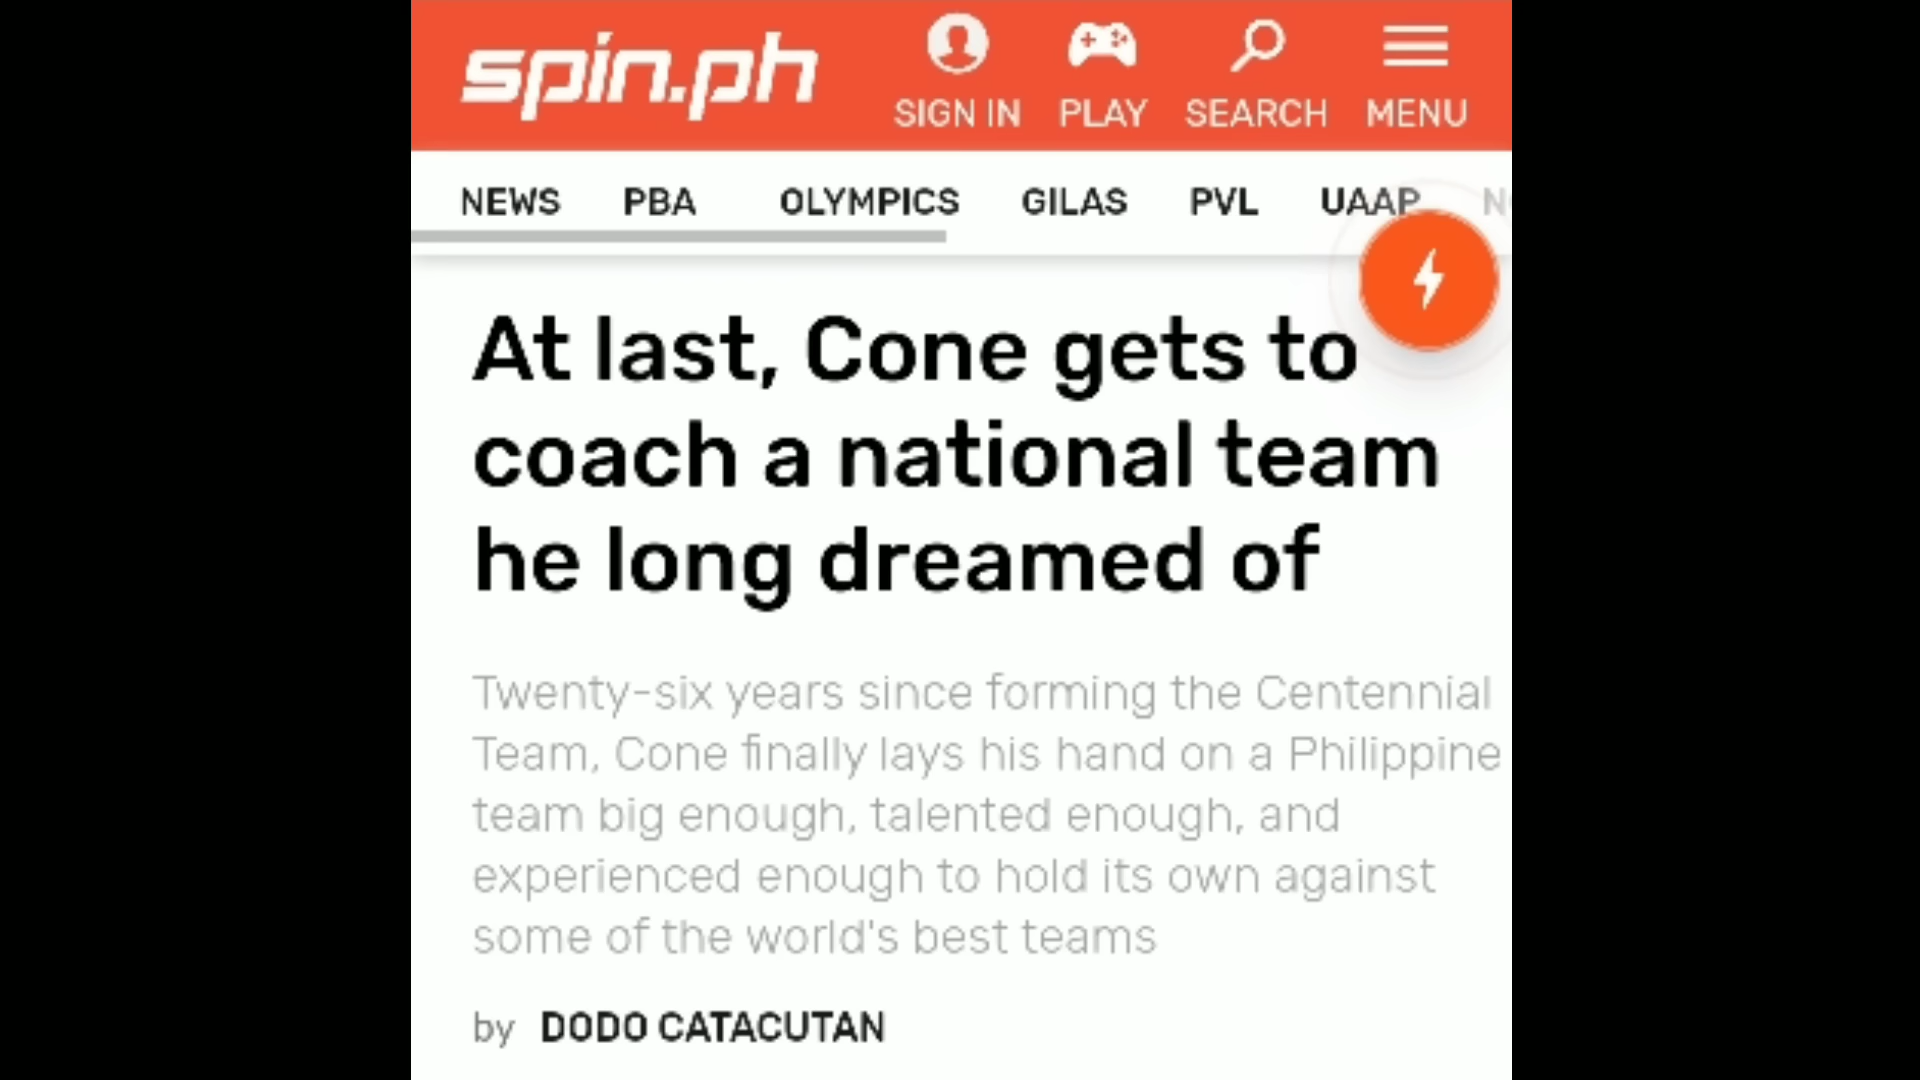 spin.ph
SIGN IN PLAY SEARCH MENU
NEWS PBA OLYMPICS GILAS PVL UAAP
At last, Cone gets to
coach a national team
he long dreamed of
Twenty-six years since forming the Centennial
Team, Cone finally lays his hand on a Philippine
team big enough, talented enough, and
experienced enough to hold its own against
some of the world's best teams
by DODO CATACUTAN